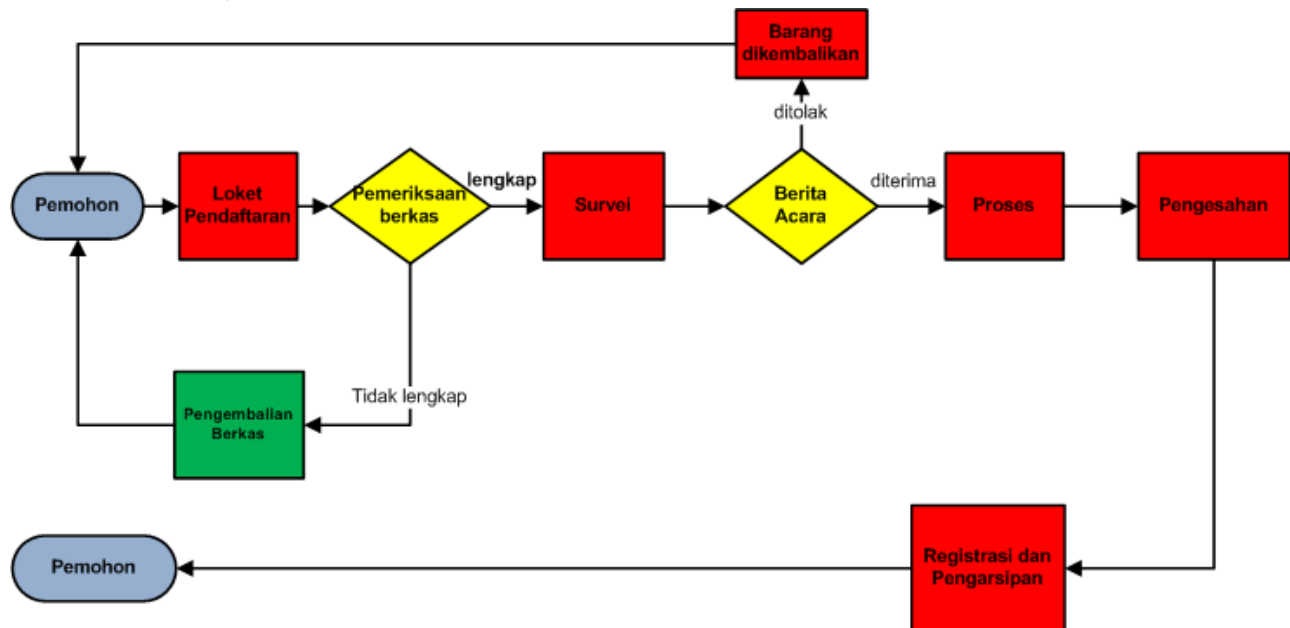 Barang
dikembalikan
ditolak
Pemohon
Loket
Pendaftaran
Pemeriksaan
berkas
lengkap
Survei
Berita
Acara
diterima
Proses
Pengesahan
Tidak lengkap
Pengembalian
Berkas
Pemohon
Registrasi dan
Pengarsipan